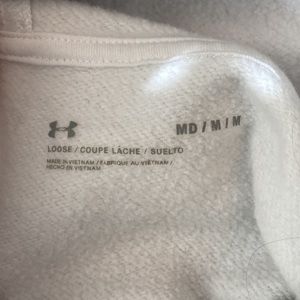 MD / M / M
LOOSE / COUPE LÂCHE / SUELTO
MADE IN VIETNAM / FABRIQUÉ AU VIETNAM /
HECHO EN VIETNAM